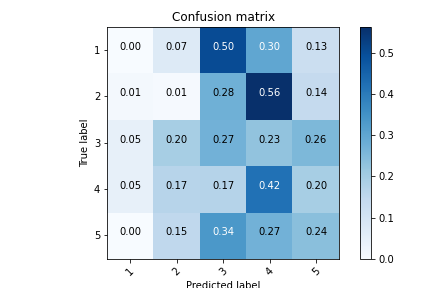 Confusion matrix
True label
1 0.00 0.07 0.50 0.30 0.13
2 0.01 0.01 0.28 0.56 0.14
3 0.05 0.20 0.27 0.23 0.26
4 0.05 0.17 0.17 0.42 0.20
5 0.00 0.15 0.34 0.27 0.24
1 2 3 4 5
Predicted label
0.5
0.4
0.3
0.2
0.1
0.0